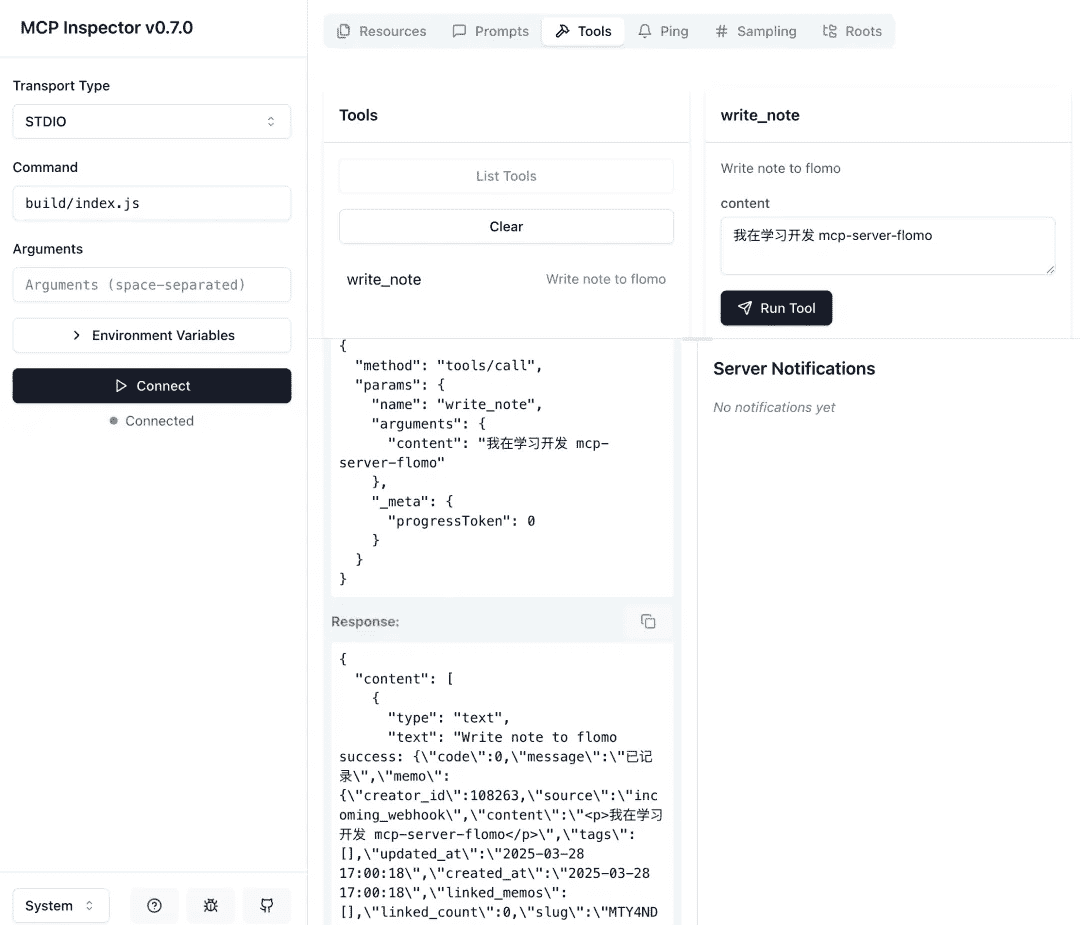 MCP Inspector v0.7.0
Transport Type
STDIO
Command
build/index.js
Arguments
Arguments (space-separated)
Environment Variables
Connect
Connected
System
Resources
Prompts
Tools
Ping
Sampling
Roots
Tools
List Tools
Clear
write_note
Write note to flomo
write_note
Write note to flomo
content
我在学习开发 mcp-server-flomo
Run Tool
{
"method": "tools/call",
"params": {
"name": "write_note",
"arguments": {
"content": "我在学习开发 mcp-
server-flomo"
},
"_meta": {
"progressToken": 0
}
}
}
Response:
{
"content": [
{
"type": "text",
"text": "Write note to flomo
success: {\"code\":0,\"message\":\"已记
录\",\"memo\":
{\"creator_id\":108263,\"source\":\"inc
oming_webhook\",\"content\":\"<p>我在学习
开发 mcp-server-flomo</p>\",\"tags\":
[],\"updated_at\":\"2025-03-28
17:00:18\",\"created_at\":\"2025-03-28
17:00:18\",\"linked_memos\":
[],\"linked_count\":0,\"slug\":\"MTY4ND
Server Notifications
No notifications yet